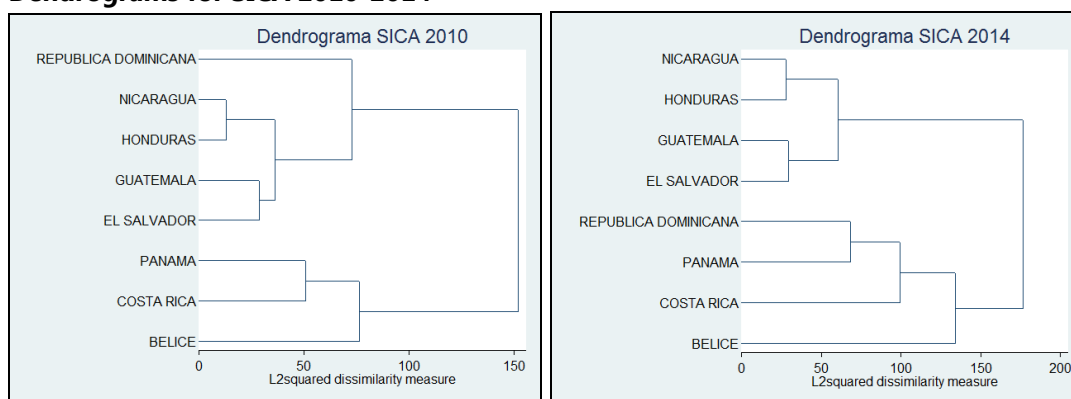 Dendrograms for SICA 2010-2014
Dendrograma SICA 2010
REPUBLICA DOMINICANA
NICARAGUA
HONDURAS
GUATEMALA
EL SALVADOR
PANAMA
COSTA RICA
BELICE
0 50 100 150
L2squared dissimilarity measure
Dendrograma SICA 2014
NICARAGUA
HONDURAS
GUATEMALA
EL SALVADOR
REPUBLICA DOMINICANA
PANAMA
COSTA RICA
BELICE
0 50 100 150 200
L2squared dissimilarity measure